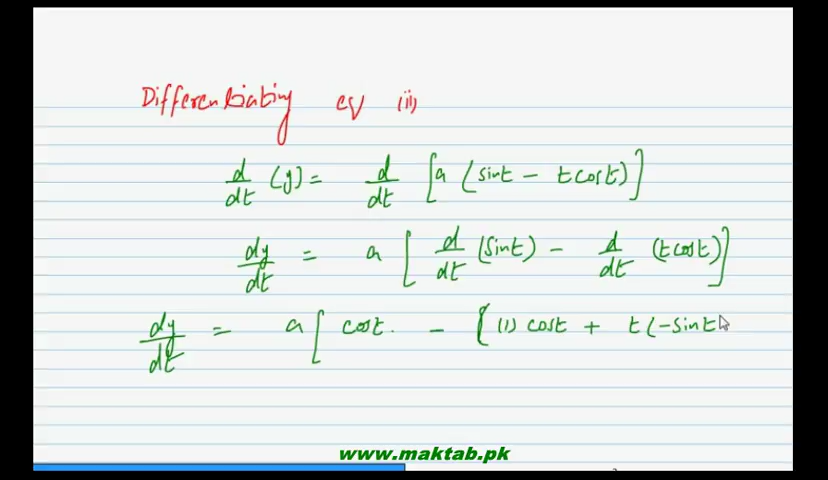 Differentiating eq (ii)
d/dt (y) = d/dt [a (sint - tcost)]
dy/dt = a [d/dt (sint) - d/dt (tcost)]
dy/dt = a [cost. - [(1) cost + t(-sint
www.maktab.pk